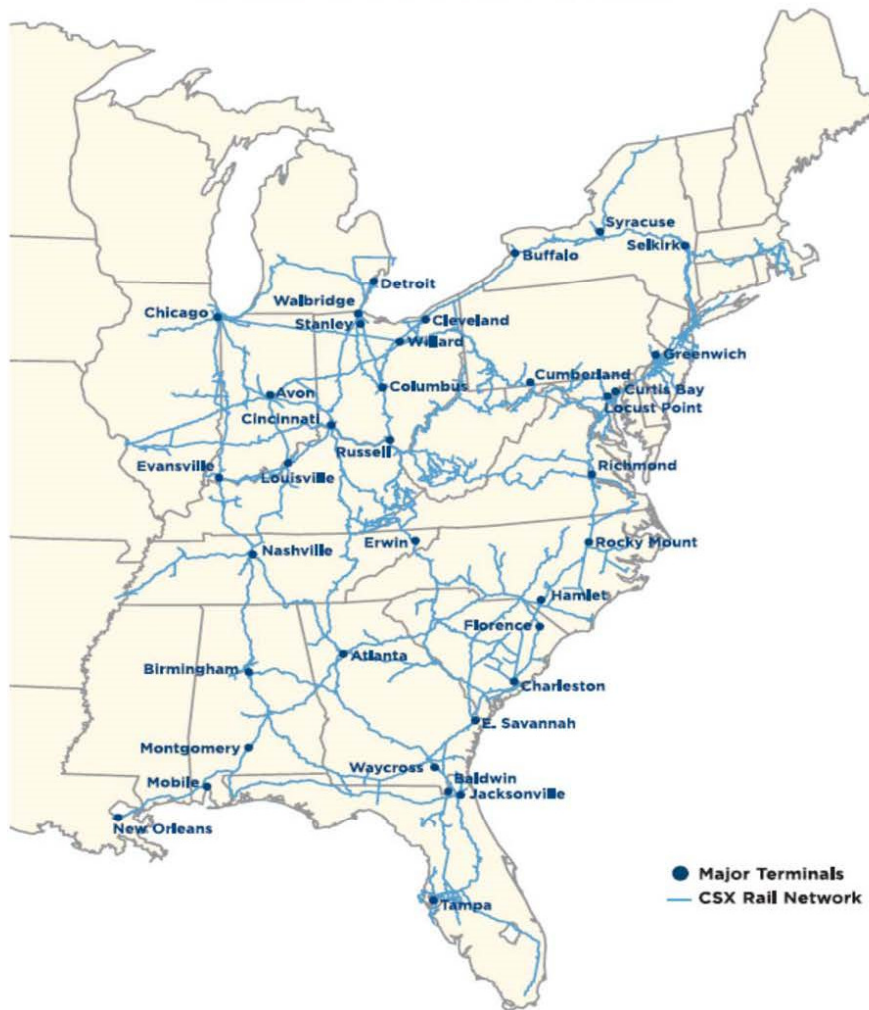 Syracuse
Selkirk
Buffalo
Detroit
Walbridge
Chicago
Stanley
Cleveland
Willard
Greenwich
Cumberland
Columbus
Curtis Bay
Avon
Locust Point
Cincinnati
Russell
Evansville
Louisville
Richmond
Erwin
Rocky Mount
Nashville
Hamlet
Florence
Atlanta
Birmingham
Charleston
E. Savannah
Montgomery
Waycross
Baldwin
Mobile
Jacksonville
New Orleans
Major Terminals
CSX Rail Network
Tampa